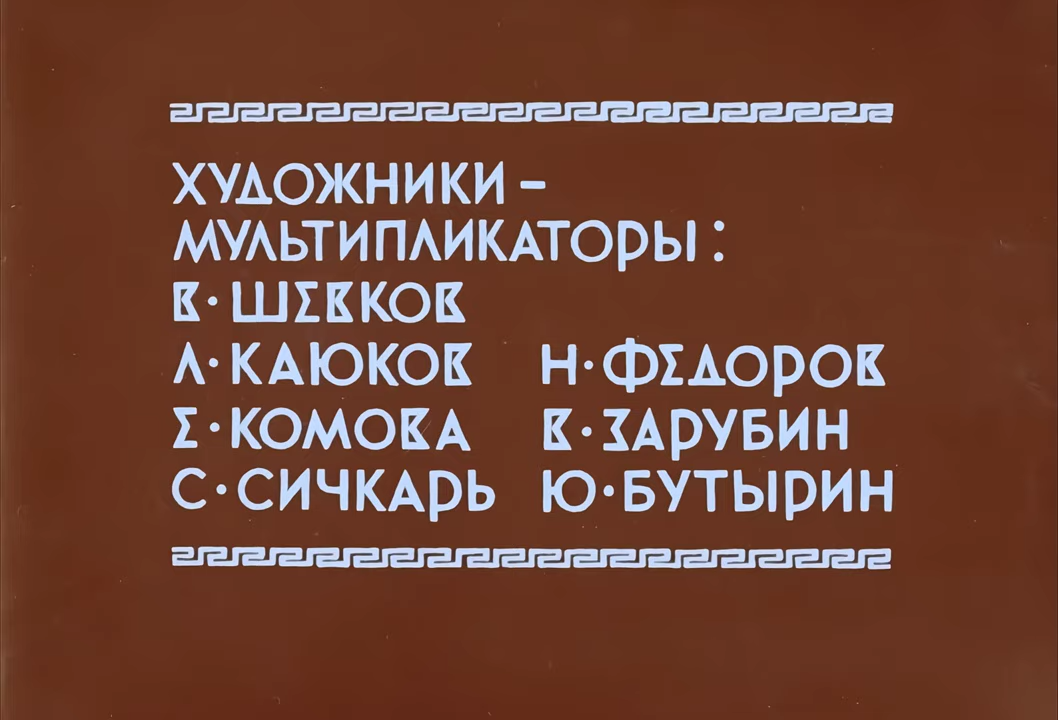 ХУДОЖНИКИ –
МУЛЬТИПЛИКАТОРЫ:
В·ШЕВКОВ
Л·КАЮКОВ Н·ФЕДОРОВ
Е·КОМОВА В·ЗАРУБИН
С·СИЧКАРЬ Ю·БУТЫРИН